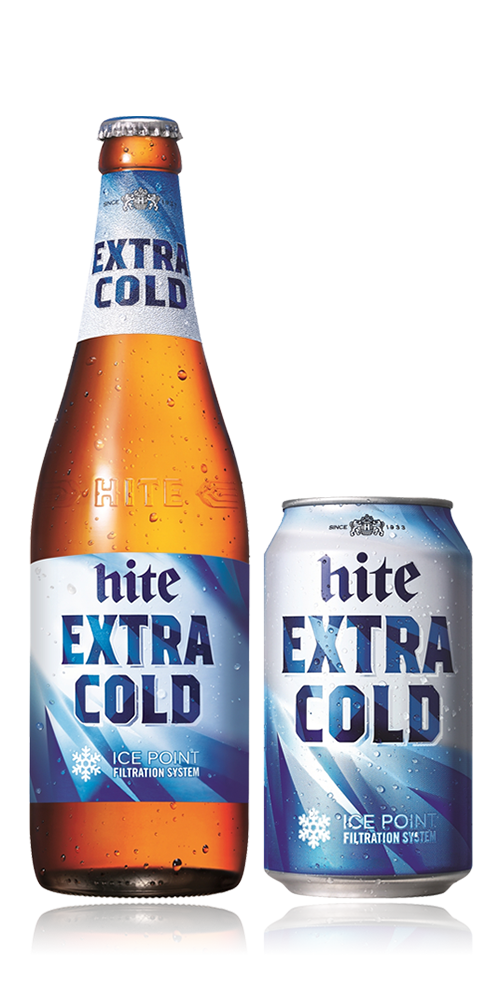 SINCE
EXTRA
COLD
HITE
hite
EXTRA
COLD
ICE POINT
FILTRATION SYSTEM
SINCE 1933
hite
EXTRA
COLD
ICE POINT
FILTRATION SYSTEM